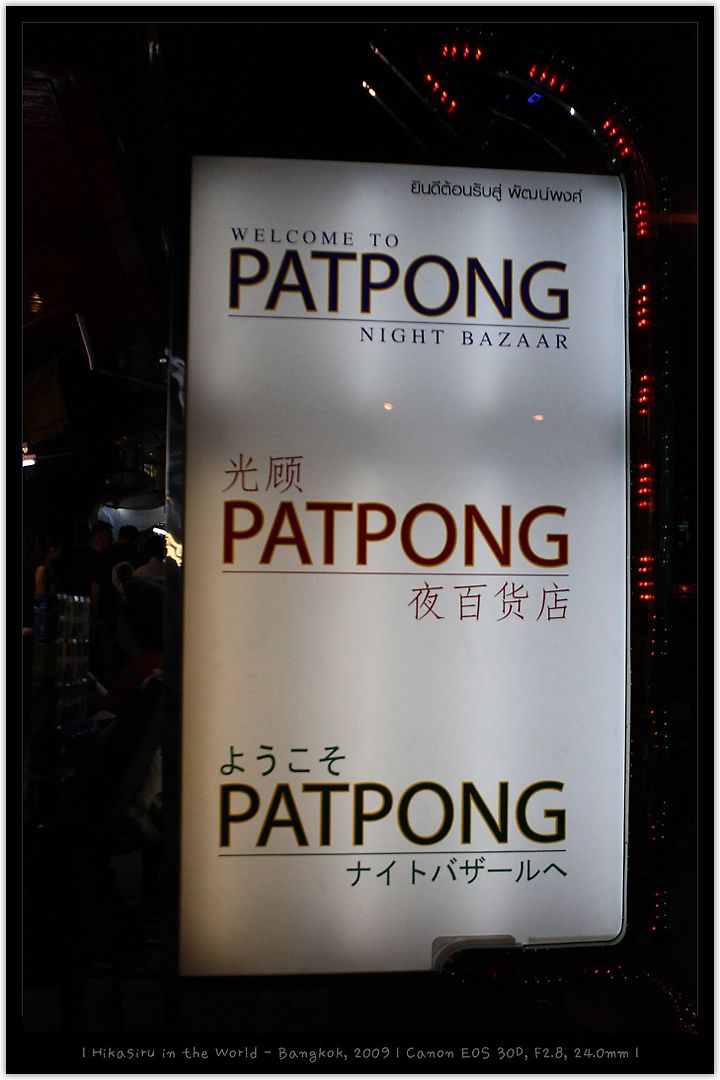 ยินดีต้อนรับสู่ พัฒน์พงศ์
WELCOME TO
PATPONG
NIGHT BAZAAR
光顾
PATPONG
夜百货店
ようこそ
PATPONG
ナイトバザールへ
| Hikasiru in the World - Bangkok, 2009 | Canon EOS 30D, F2.8, 24.0mm |